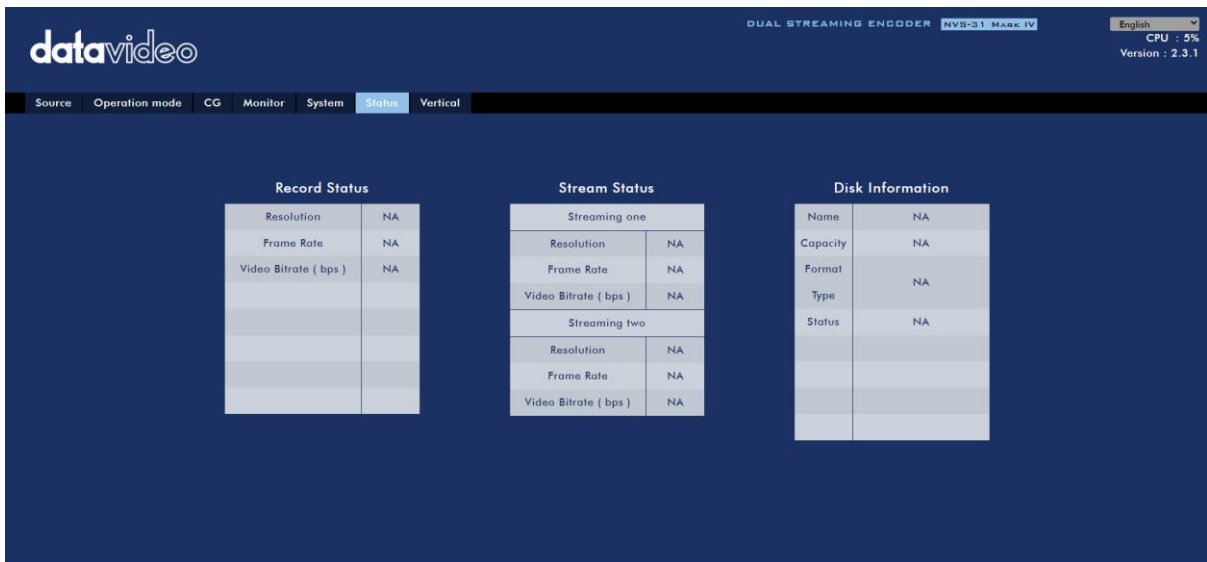 DUAL STREAMING ENCODER NVS-31 MARK IV
English
CPU : 5%
Version : 2.3.1
datavideo
Source Operation mode CG Monitor System Status Vertical
Record Status
Resolution NA
Frame Rate NA
Video Bitrate ( bps ) NA
Stream Status
Streaming one
Resolution NA
Frame Rate NA
Video Bitrate ( bps ) NA
Streaming two
Resolution NA
Frame Rate NA
Video Bitrate ( bps ) NA
Disk Information
Name NA
Capacity NA
Format
Type NA
Status NA